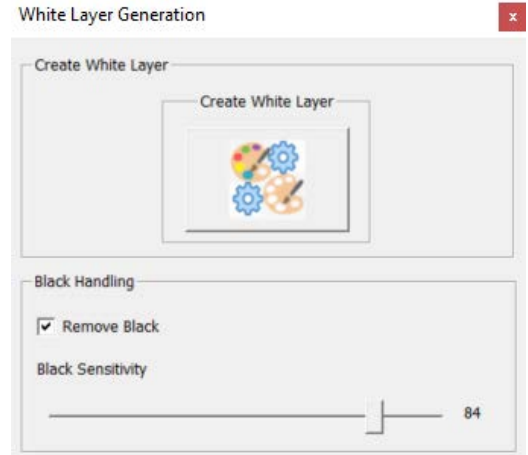 White Layer Generation
x
Create White Layer
Create White Layer
Black Handling
Remove Black
Black Sensitivity
84